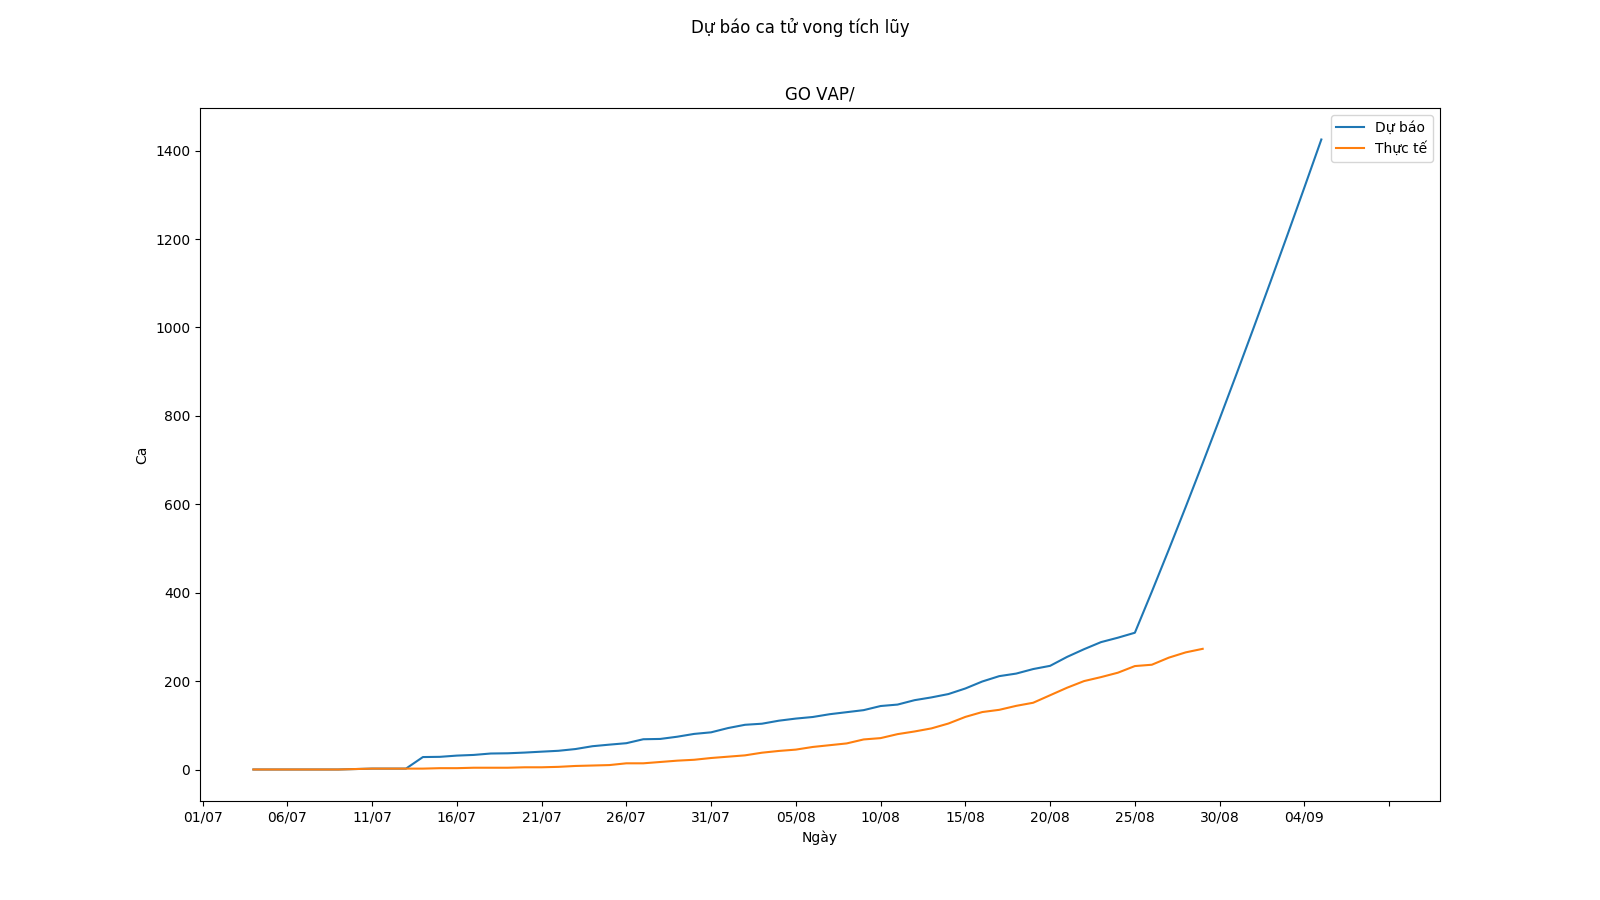 Dự báo ca tử vong tích lũy
GO VAP/
Dự báo
Thực tế
Ca
1400
1200
1000
800
600
400
200
0
01/07 06/07 11/07 16/07 21/07 26/07 31/07 05/08 10/08 15/08 20/08 25/08 30/08 04/09
Ngày